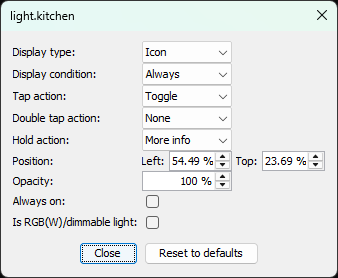 light.kitchen
Display type: Icon
Display condition: Always
Tap action: Toggle
Double tap action: None
Hold action: More info
Position: Left: 54.49 % Top: 23.69 %
Opacity: 100 %
Always on:
Is RGB(W)/dimmable light:
Close Reset to defaults